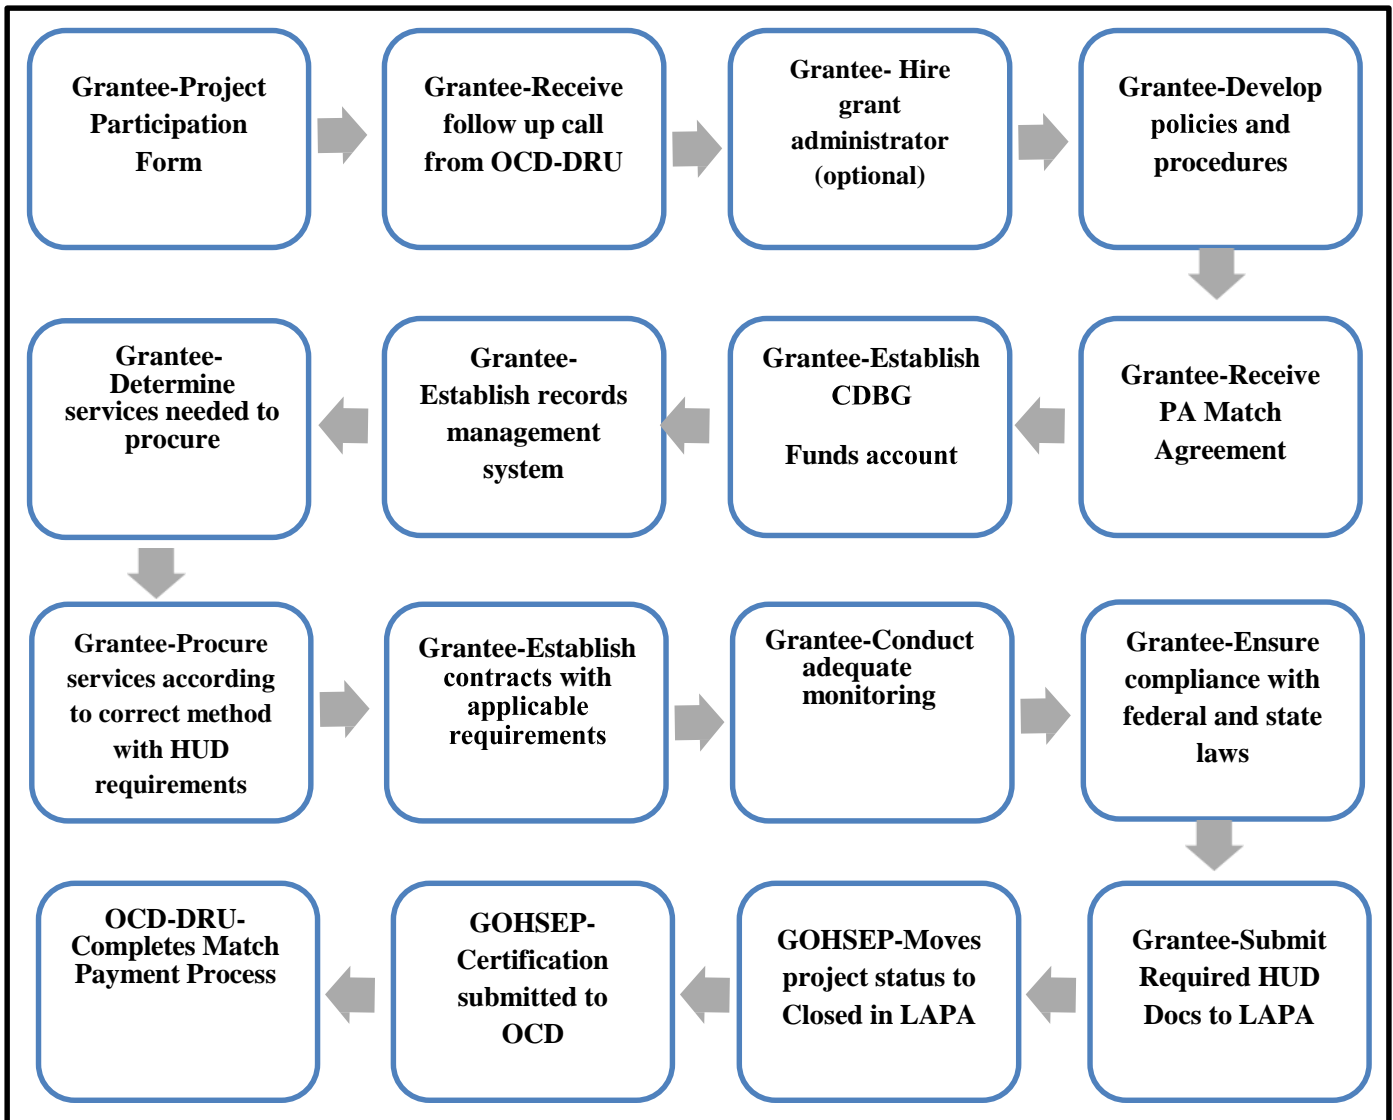 Grantee-Project
Participation
Form
Grantee-Receive
follow up call
from OCD-DRU
Grantee- Hire
grant
administrator
(optional)
Grantee-Develop
policies and
procedures
Grantee-Receive
PA Match
Agreement
Grantee-Establish
CDBG
Funds account
Grantee-
Establish records
management
system
Grantee-
Determine
services needed to
procure
Grantee-Procure
services according
to correct method
with HUD
requirements
Grantee-Establish
contracts with
applicable
requirements
Grantee-Conduct
adequate
monitoring
Grantee-Ensure
compliance with
federal and state
laws
Grantee-Submit
Required HUD
Docs to LAPA
GOHSEP-Moves
project status to
Closed in LAPA
GOHSEP-
Certification
submitted to
OCD
OCD-DRU-
Completes Match
Payment Process